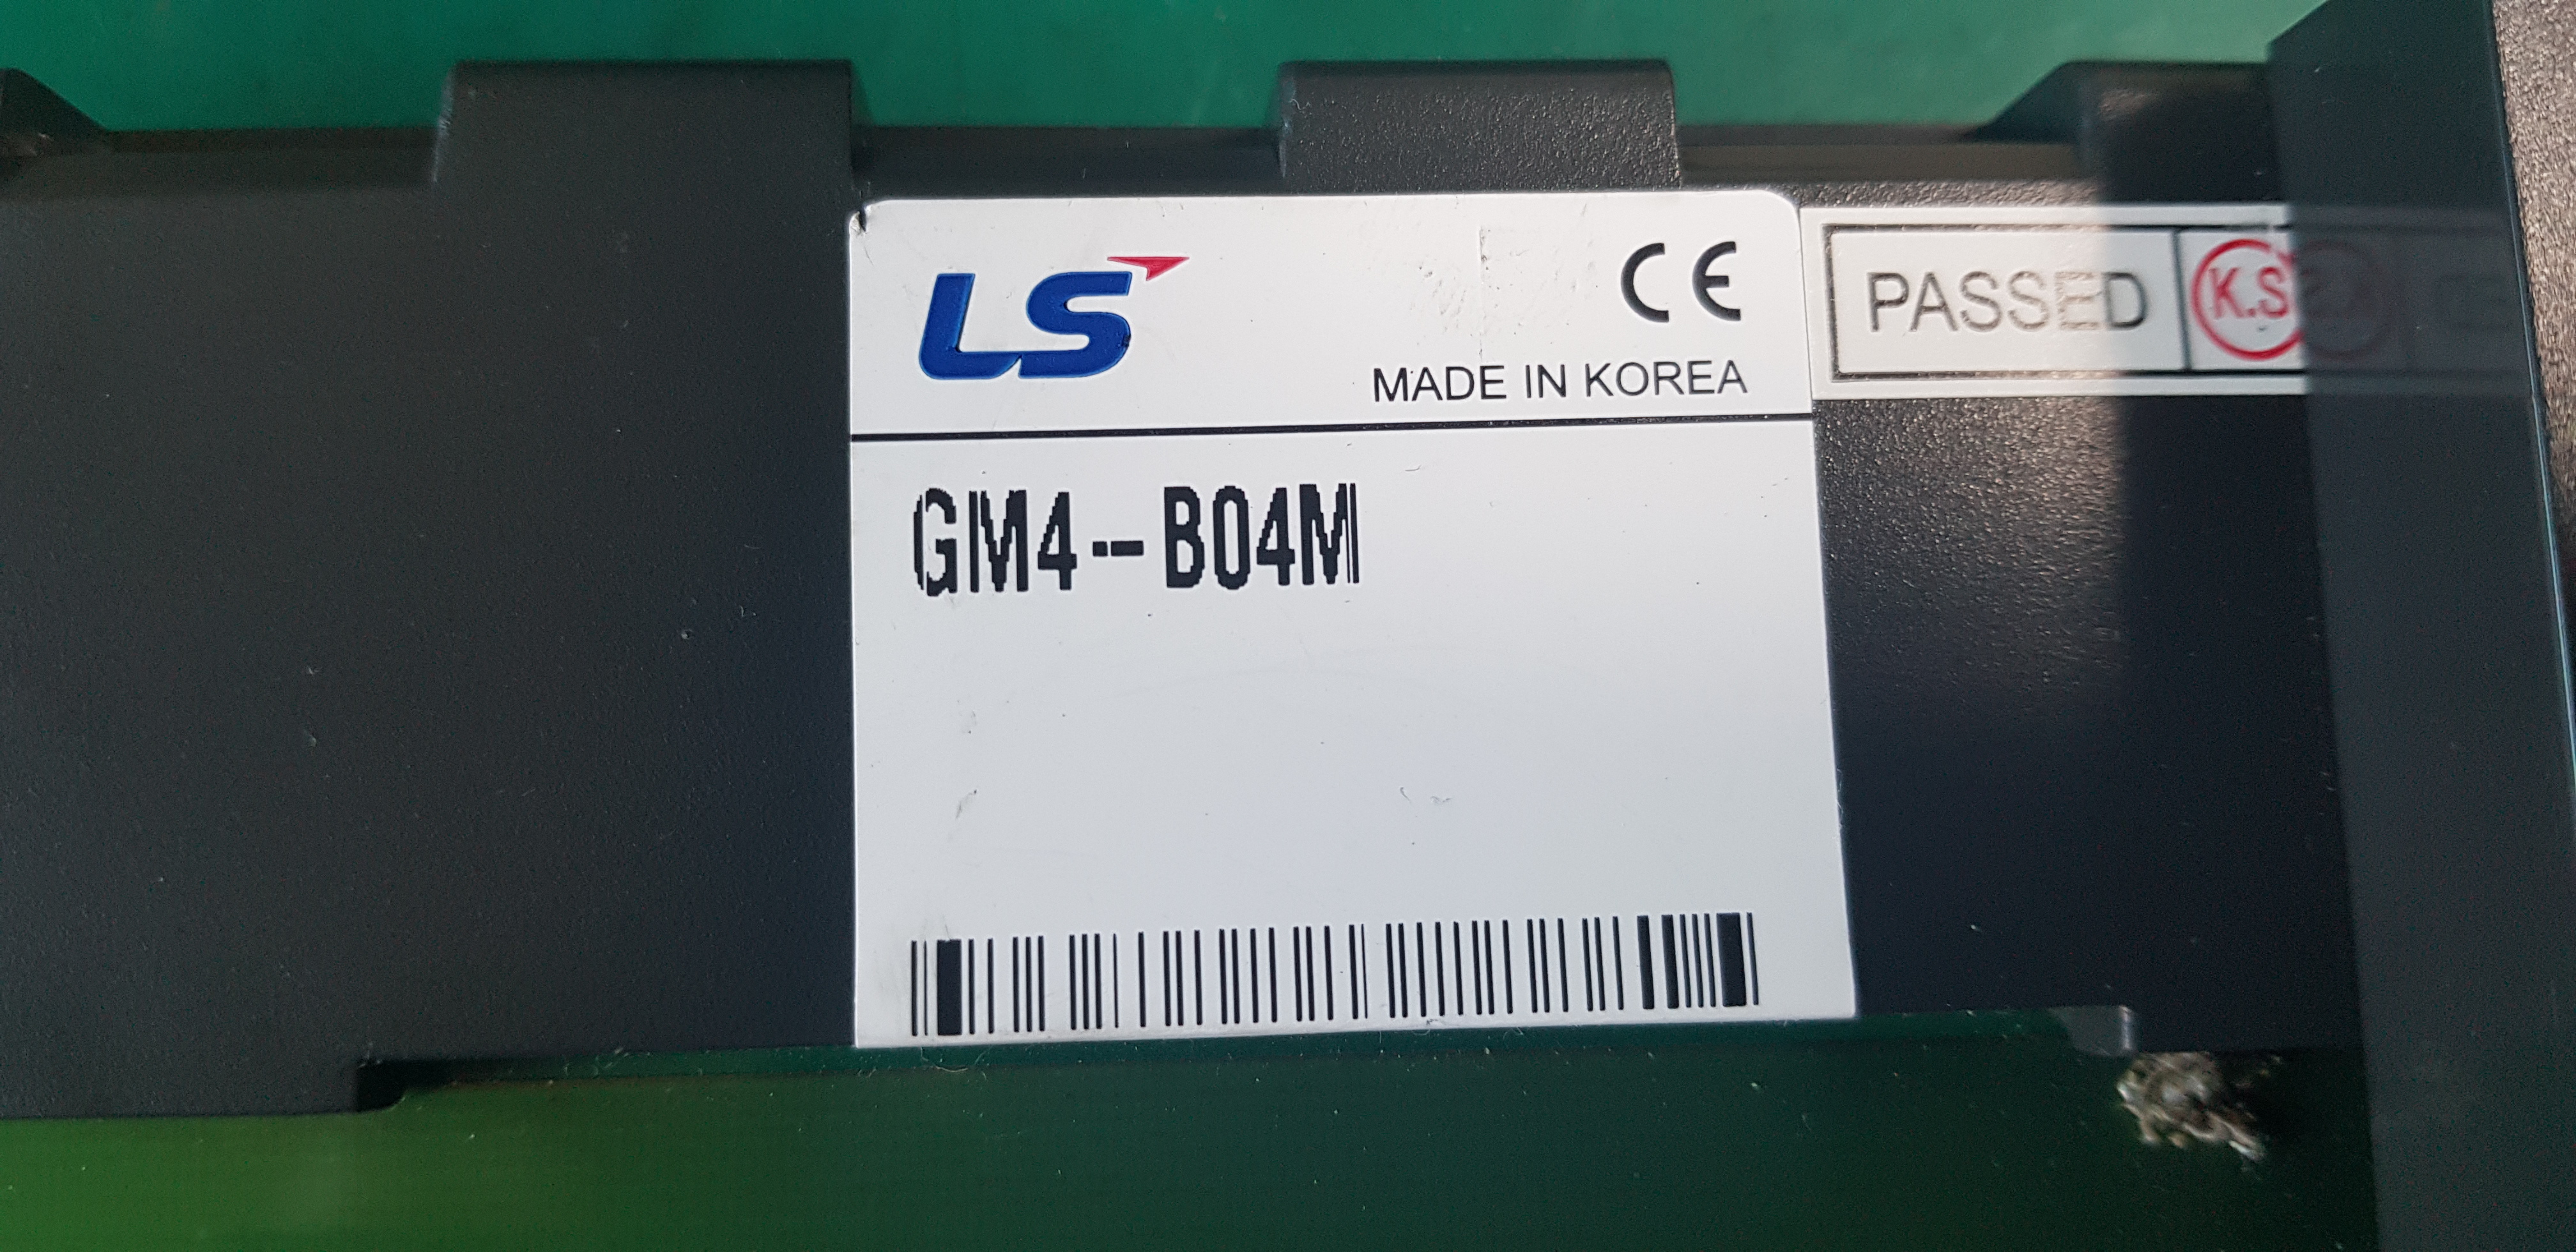 LS
CE
MADE IN KOREA
PASSED
K.S
GM4-B04M